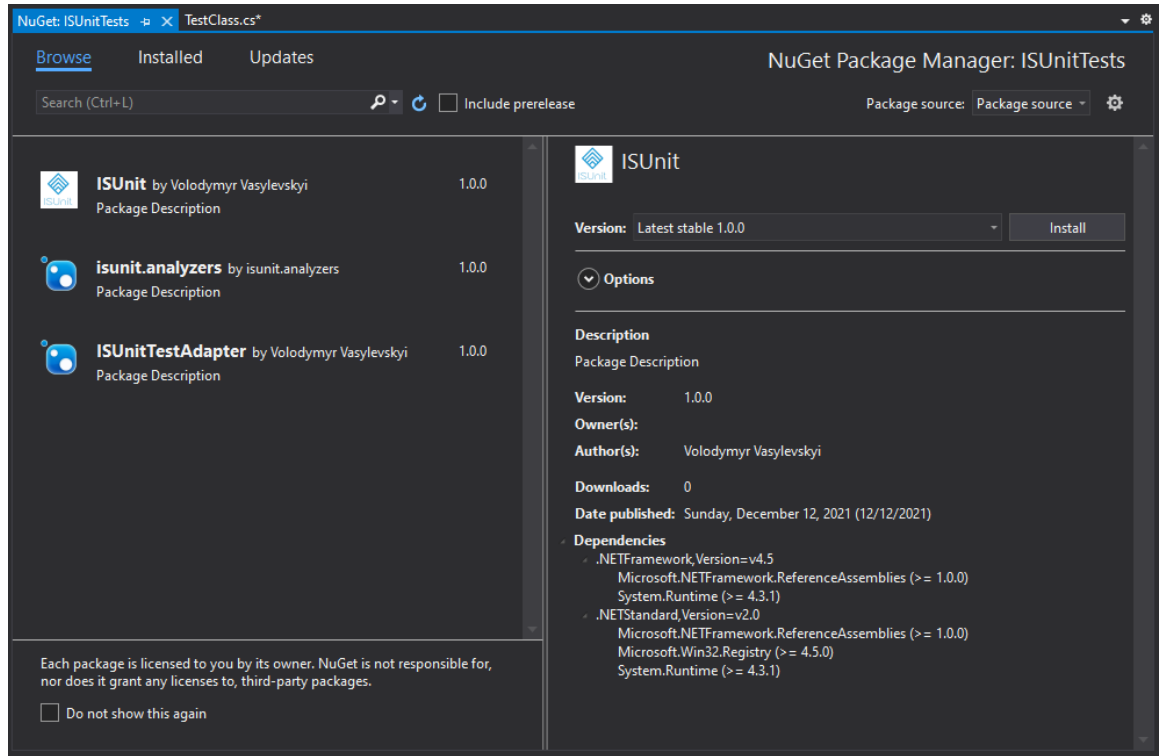 NuGet: ISUnitTests TestClass.cs*
Browse Installed Updates
NuGet Package Manager: ISUnitTests
Search (Ctrl+L)
Include prerelease
Package source: Package source
ISUnit
ISUnit by Volodymyr Vasylevskyi 1.0.0
Package Description
isunit.analyzers by isunit.analyzers 1.0.0
Package Description
ISUnitTestAdapter by Volodymyr Vasylevskyi 1.0.0
Package Description
Each package is licensed to you by its owner. NuGet is not responsible for,
nor does it grant any licenses to, third-party packages.
Do not show this again
ISUnit
ISUnit
Version: Latest stable 1.0.0 Install
Options
Description
Package Description
Version: 1.0.0
Owner(s):
Author(s): Volodymyr Vasylevskyi
Downloads: 0
Date published: Sunday, December 12, 2021 (12/12/2021)
Dependencies
.NETFramework,Version=v4.5
Microsoft.NETFramework.ReferenceAssemblies (>= 1.0.0)
System.Runtime (>= 4.3.1)
.NETStandard,Version=v2.0
Microsoft.NETFramework.ReferenceAssemblies (>= 1.0.0)
Microsoft.Win32.Registry (>= 4.5.0)
System.Runtime (>= 4.3.1)